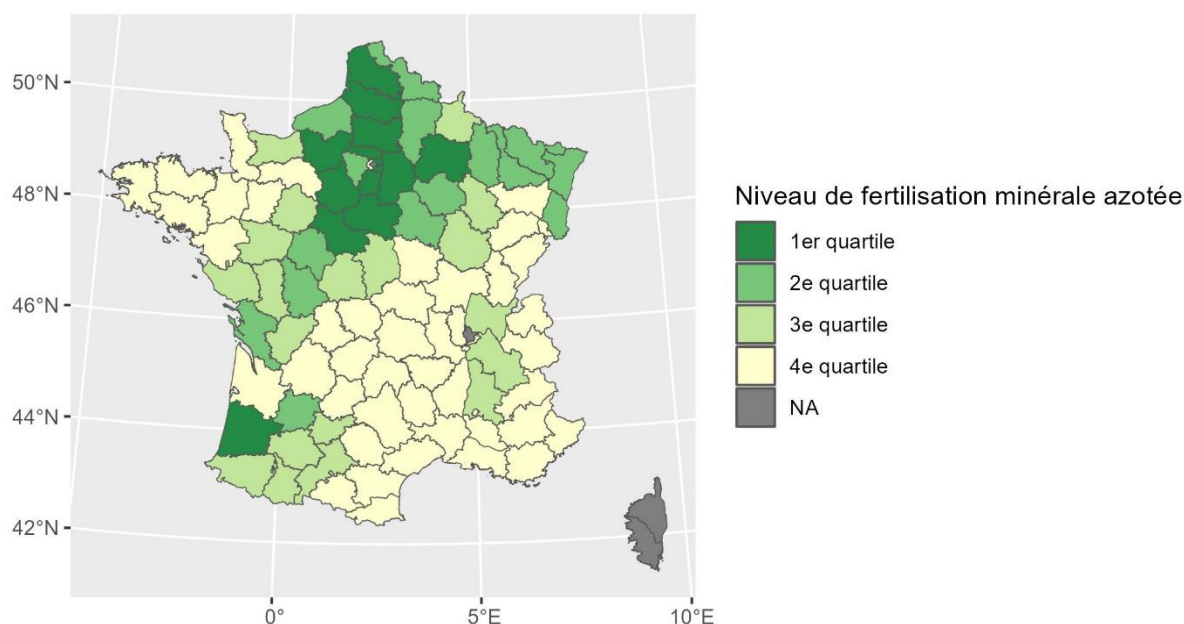 50°N
48°N
46°N
44°N
42°N
0°
5°E
10°E
Niveau de fertilisation minérale azotée
1er quartile
2e quartile
3e quartile
4e quartile
NA